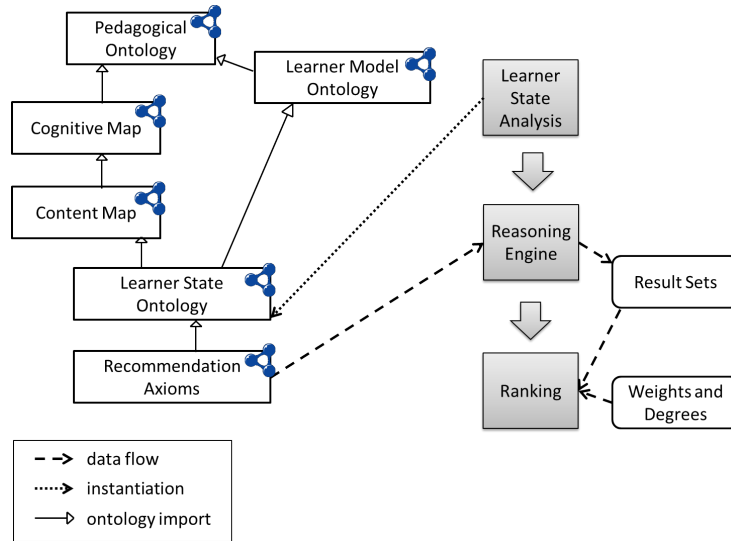 Pedagogical
Ontology
Learner Model
Ontology
Learner
State
Analysis
Cognitive Map
Content Map
Reasoning
Engine
Learner State
Ontology
Result Sets
Recommendation
Axioms
Ranking
Weights and
Degrees
data flow
instantiation
ontology import